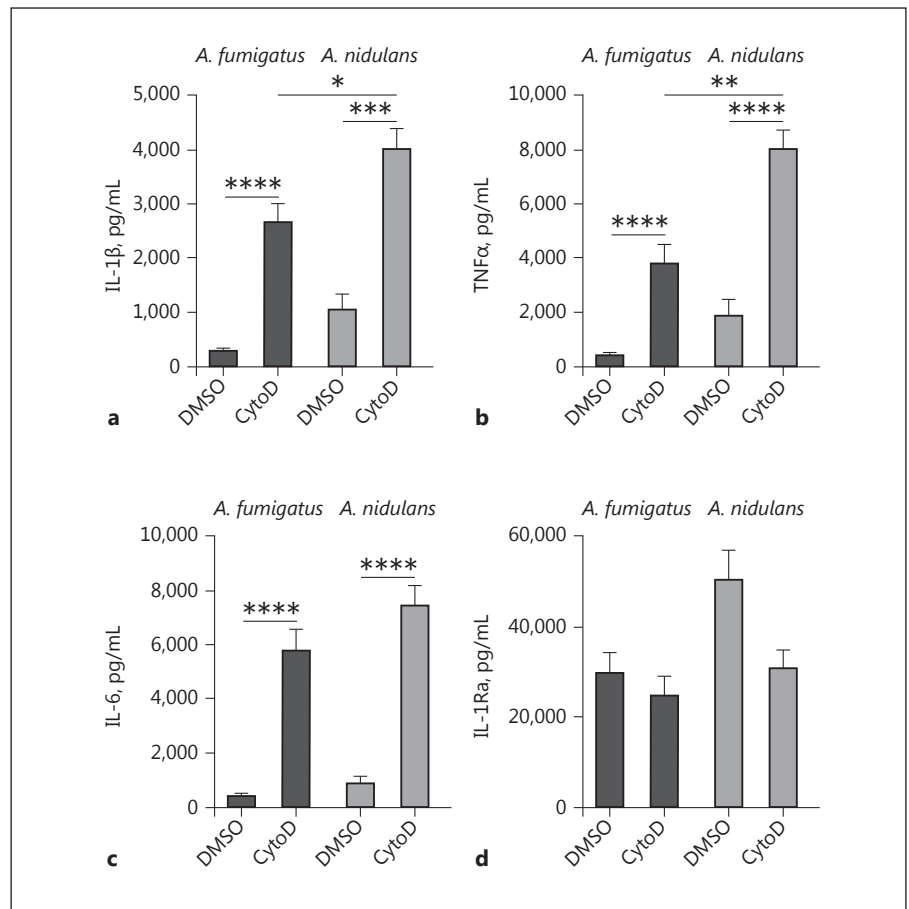 A. fumigatus A. nidulans
*
***
****
5,000
4,000
3,000
2,000
1,000
0
IL-1β, pg/mL
DMSO
CytoD
DMSO
CytoD
a
A. fumigatus A. nidulans
**
****
****
10,000
8,000
6,000
4,000
2,000
0
TNFα, pg/mL
DMSO
CytoD
DMSO
CytoD
b
A. fumigatus A. nidulans
****
****
10,000
8,000
6,000
4,000
2,000
0
IL-6, pg/mL
DMSO
CytoD
DMSO
CytoD
c
A. fumigatus A. nidulans
60,000
40,000
20,000
0
IL-1Ra, pg/mL
DMSO
CytoD
DMSO
CytoD
d